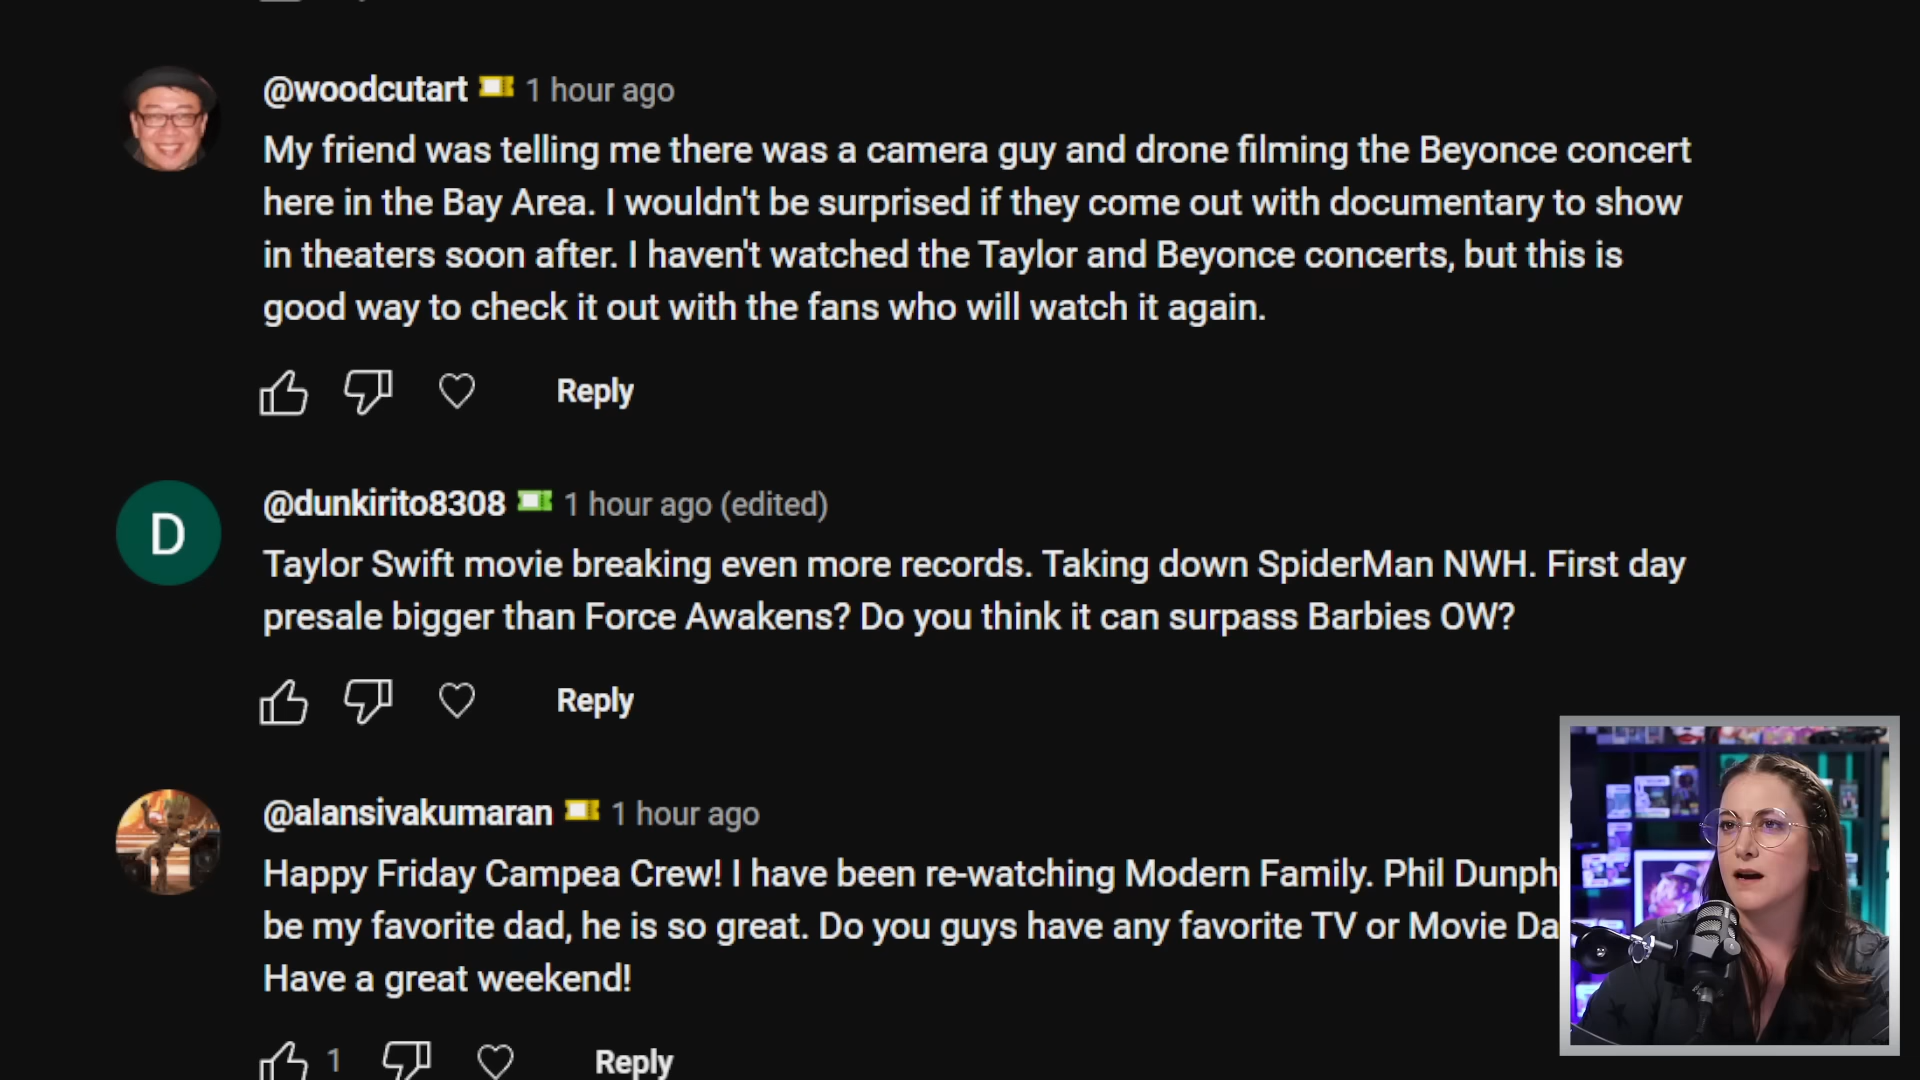 @woodcutart 1 hour ago
My friend was telling me there was a camera guy and drone filming the Beyonce concert
here in the Bay Area. I wouldn't be surprised if they come out with documentary to show
in theaters soon after. I haven't watched the Taylor and Beyonce concerts, but this is
good way to check it out with the fans who will watch it again.
Reply
D
@dunkirito8308 1 hour ago (edited)
Taylor Swift movie breaking even more records. Taking down SpiderMan NWH. First day
presale bigger than Force Awakens? Do you think it can surpass Barbies OW?
Reply
@alansivakumaran 1 hour ago
Happy Friday Campea Crew! I have been re-watching Modern Family. Phil Dunph
be my favorite dad, he is so great. Do you guys have any favorite TV or Movie Da
Have a great weekend!
1 Reply